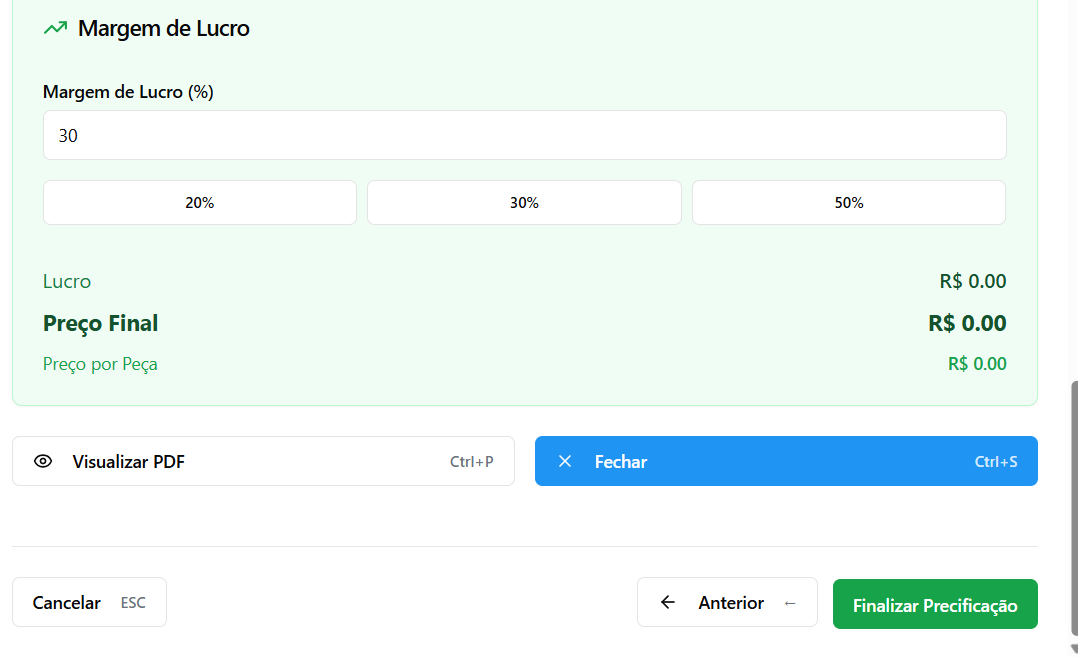 Margem de Lucro
Margem de Lucro (%)
30
20% 30% 50%
Lucro R$ 0.00
Preço Final R$ 0.00
Preço por Peça R$ 0.00
Visualizar PDF Ctrl+P Fechar Ctrl+S
Cancelar ESC Anterior ← Finalizar Precificação